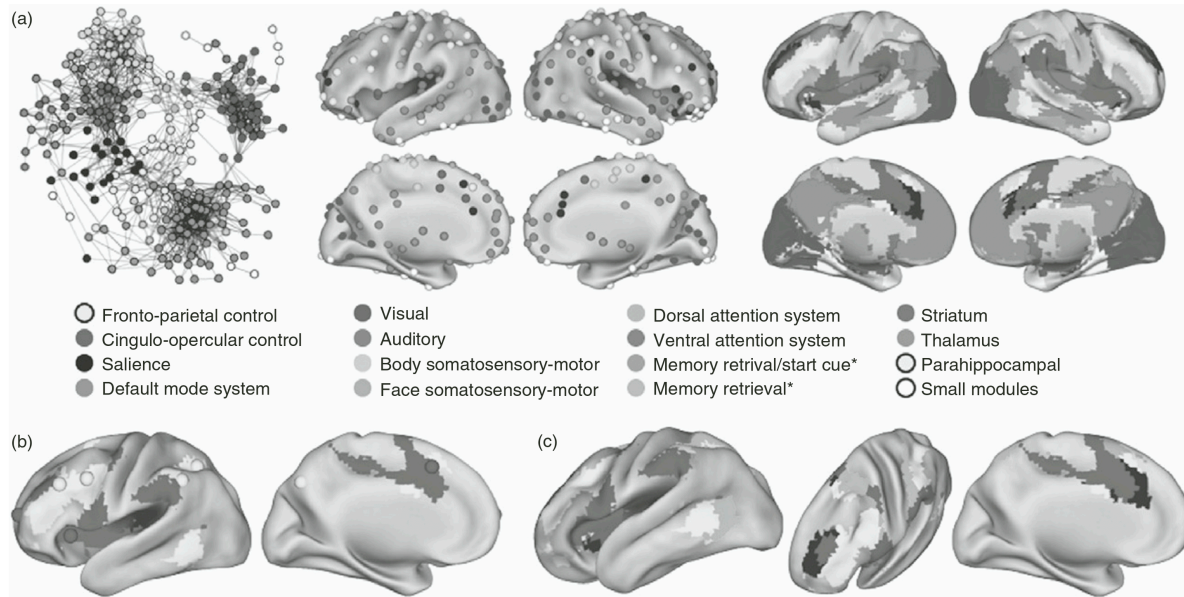 (a)
Fronto-parietal control
Cingulo-opercular control
Salience
Default mode system
Visual
Auditory
Body somatosensory-motor
Face somatosensory-motor
Dorsal attention system
Ventral attention system
Memory retrival/start cue*
Memory retrieval*
Striatum
Thalamus
Parahippocampal
Small modules
(b)
(c)